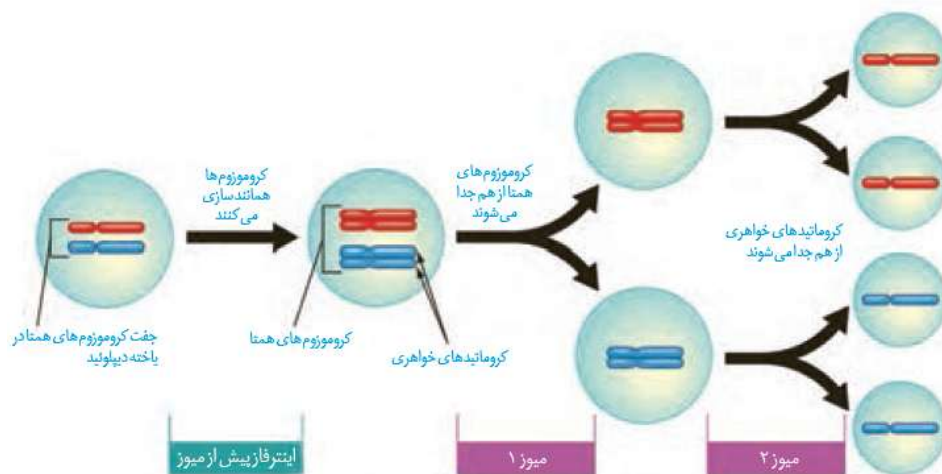 کروموزوم‌ها
همانندسازی
می‌کنند
کروموزوم‌های
همتا از هم جدا
می‌شوند
کروماتیدهای خواهری
از هم جدا می‌شوند
جفت کروموزوم‌های همتا در
یاخته دیپلوئید
کروموزوم‌های همتا
کروماتیدهای خواهری
اینترفاز پیش از میوز
میوز ۱
میوز ۲